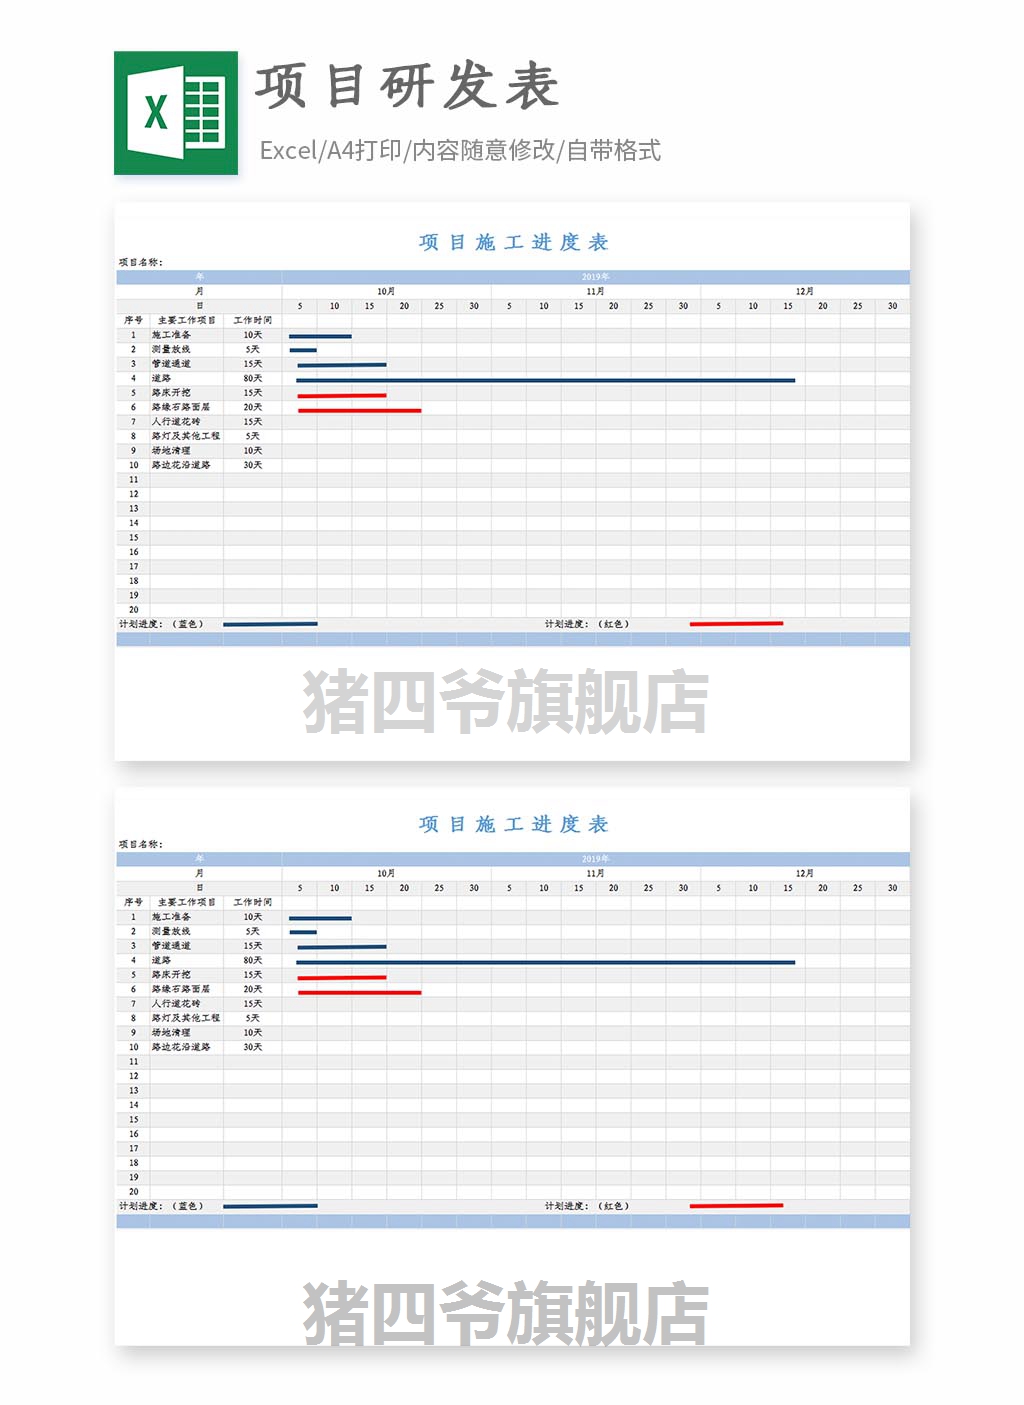 X
项目研发表
Excel/A4打印/内容随意修改/自带格式
项目施工进度表
项目名称:
年 2019年
月 10月 11月 12月
日 5 10 15 20 25 30 5 10 15 20 25 30 5 10 15 20 25 30
序号 主要工作项目 工作时间
1 施工准备 10天
2 测量放线 5天
3 管道通道 15天
4 道路 80天
5 路床开挖 15天
6 路缘石路面层 20天
7 人行道花砖 15天
8 路灯及其他工程 5天
9 场地清理 10天
10 路边花沿道路 30天
11
12
13
14
15
16
17
18
19
20
计划进度:（蓝色） 计划进度:（红色）
猪四爷旗舰店
项目施工进度表
项目名称:
年 2019年
月 10月 11月 12月
日 5 10 15 20 25 30 5 10 15 20 25 30 5 10 15 20 25 30
序号 主要工作项目 工作时间
1 施工准备 10天
2 测量放线 5天
3 管道通道 15天
4 道路 80天
5 路床开挖 15天
6 路缘石路面层 20天
7 人行道花砖 15天
8 路灯及其他工程 5天
9 场地清理 10天
10 路边花沿道路 30天
11
12
13
14
15
16
17
18
19
20
计划进度:（蓝色） 计划进度:（红色）
猪四爷旗舰店